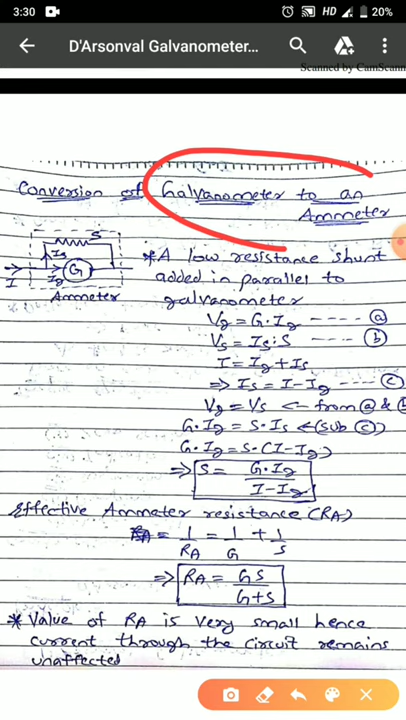 3:30
HD
20%
D'Arsonval Galvanometer...
Scanned by CamScann
Conversion of Galvanometer to an
Ammeter
S
Is
G
I
Ig
Ammeter
* A low resistance shunt
added in parallel to
galvanometer
Vg = G·Ig ---- (a)
Vs = Is·S ---- (b)
I = Ig + Is
⇒ Is = I - Ig ---- (c)
Vg = Vs ← from (a) & (b
G·Ig = S·Is ← (sub (c))
G·Ig = S·(I - Ig)
⇒ S = G·Ig / I - Ig
Effective Ammeter resistance (RA)
= 1/RA = 1/G + 1/S
⇒ RA = GS / G+S
* Value of RA is very small hence
current through the circuit remains
unaffected